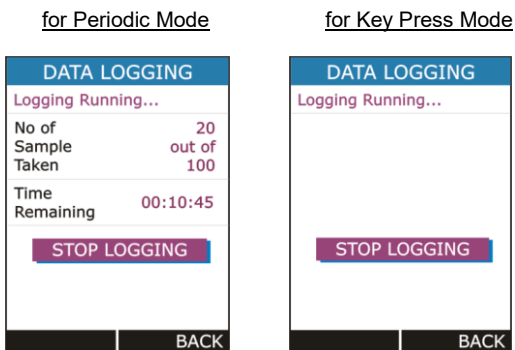 for Periodic Mode
DATA LOGGING
Logging Running...
No of 20
Sample out of
Taken 100
Time
Remaining 00:10:45
STOP LOGGING
BACK
for Key Press Mode
DATA LOGGING
Logging Running...
STOP LOGGING
BACK